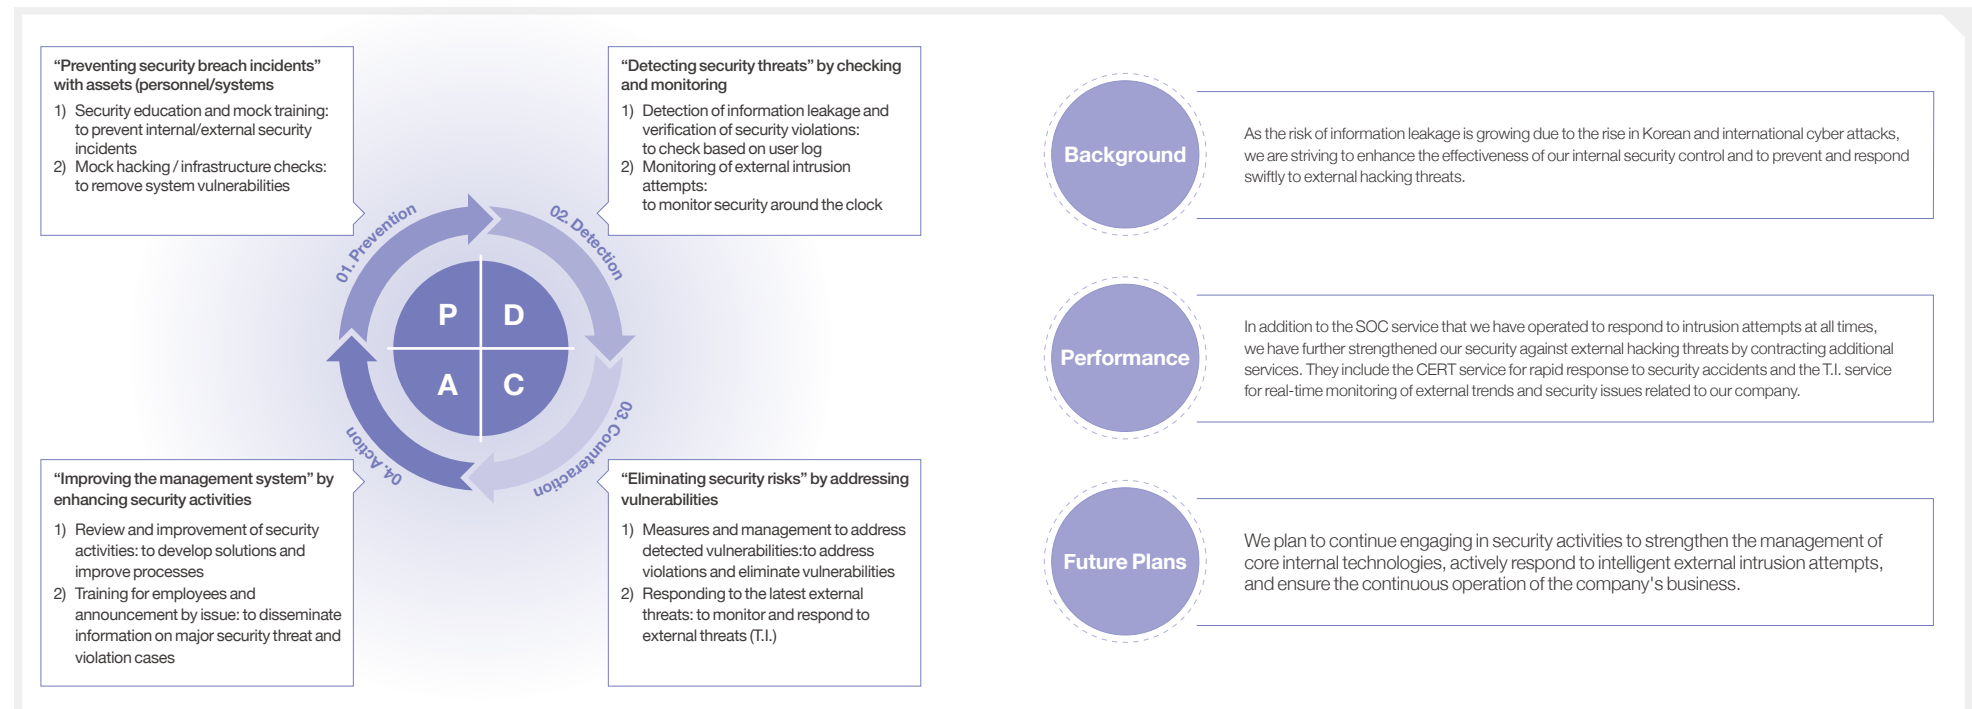 “Preventing security breach incidents”
with assets (personnel/systems
1) Security education and mock training:
to prevent internal/external security
incidents
2) Mock hacking / infrastructure checks:
to remove system vulnerabilities
“Detecting security threats” by checking
and monitoring
1) Detection of information leakage and
verification of security violations:
to check based on user log
2) Monitoring of external intrusion
attempts:
to monitor security around the clock
01. Prevention
02. Detection
P
D
A
C
03. Counteraction
04. Action
“Improving the management system” by
enhancing security activities
1) Review and improvement of security
activities: to develop solutions and
improve processes
2) Training for employees and
announcement by issue: to disseminate
information on major security threat and
violation cases
“Eliminating security risks” by addressing
vulnerabilities
1) Measures and management to address
detected vulnerabilities:to address
violations and eliminate vulnerabilities
2) Responding to the latest external
threats: to monitor and respond to
external threats (T.I.)
Background
As the risk of information leakage is growing due to the rise in Korean and international cyber attacks,
we are striving to enhance the effectiveness of our internal security control and to prevent and respond
swiftly to external hacking threats.
Performance
In addition to the SOC service that we have operated to respond to intrusion attempts at all times,
we have further strengthened our security against external hacking threats by contracting additional
services. They include the CERT service for rapid response to security accidents and the T.I. service
for real-time monitoring of external trends and security issues related to our company.
Future Plans
We plan to continue engaging in security activities to strengthen the management of
core internal technologies, actively respond to intelligent external intrusion attempts,
and ensure the continuous operation of the company's business.